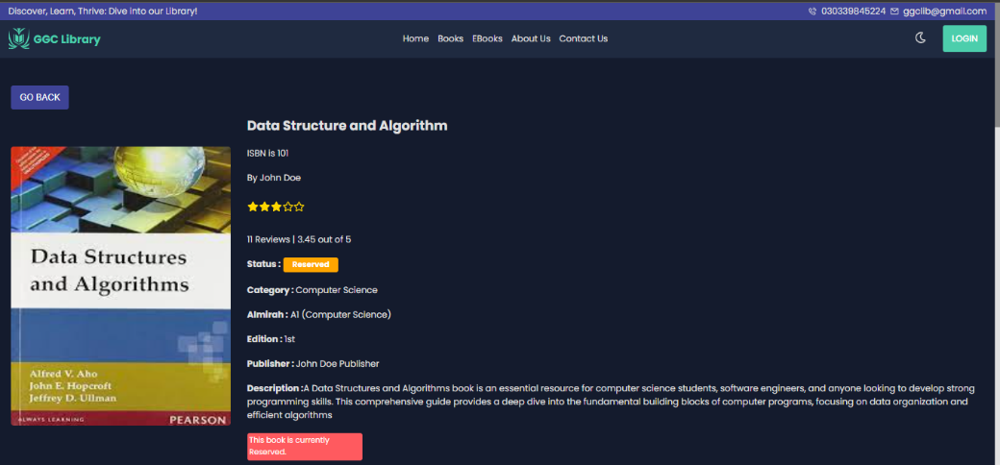 Discover, Learn, Thrive: Dive into our Library!
030339845224 ggclib@gmail.com
GGC Library
Home Books EBooks About Us Contact Us
LOGIN
GO BACK
Data Structure and Algorithm
ISBN is 101
By John Doe
11 Reviews | 3.45 out of 5
Status : Reserved
Category : Computer Science
Almirah : A1 (Computer Science)
Edition : 1st
Publisher : John Doe Publisher
Description :A Data Structures and Algorithms book is an essential resource for computer science students, software engineers, and anyone looking to develop strong
programming skills. This comprehensive guide provides a deep dive into the fundamental building blocks of computer programs, focusing on data organization and
efficient algorithms
This book is currently
Reserved.
Data Structures
and Algorithms
Alfred V. Aho
John E. Hopcroft
Jeffrey D. Ullman
ALWAYS LEARNING
PEARSON